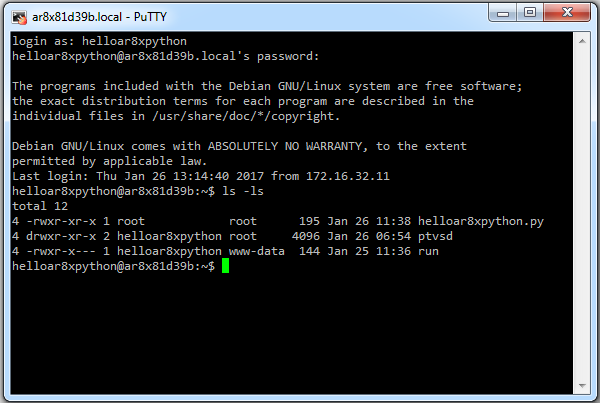 ar8x81d39b.local - PuTTY
login as: helloar8xpython
helloar8xpython@ar8x81d39b.local's password:

The programs included with the Debian GNU/Linux system are free software;
the exact distribution terms for each program are described in the
individual files in /usr/share/doc/*/copyright.

Debian GNU/Linux comes with ABSOLUTELY NO WARRANTY, to the extent
permitted by applicable law.
Last login: Thu Jan 26 13:14:40 2017 from 172.16.32.11
helloar8xpython@ar8x81d39b:~$ ls -ls
total 12
4 -rwxr-xr-x 1 root            root      195 Jan 26 11:38 helloar8xpython.py
4 drwxr-xr-x 2 helloar8xpython root     4096 Jan 26 06:54 ptvsd
4 -rwxr-x--- 1 helloar8xpython www-data  144 Jan 25 11:36 run
helloar8xpython@ar8x81d39b:~$